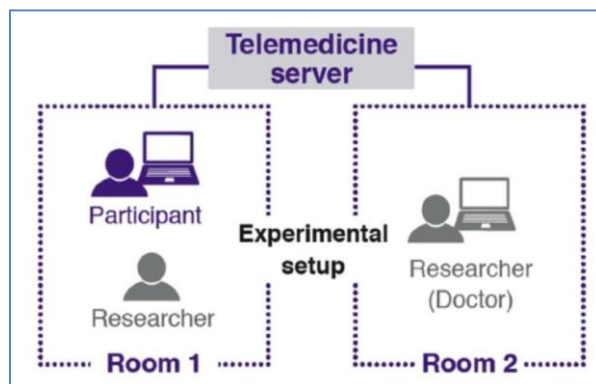 Telemedicine
server
Participant
Researcher
Room 1
Experimental
setup
Researcher
(Doctor)
Room 2